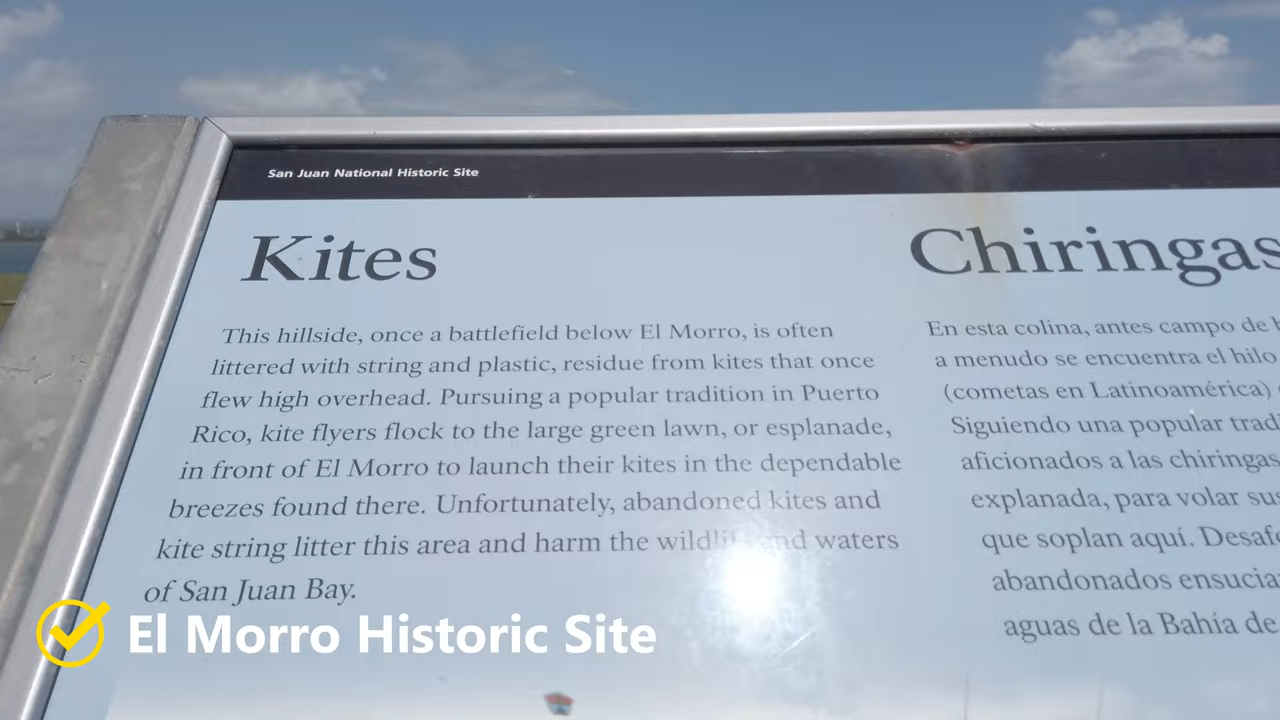 San Juan National Historic Site
Kites
This hillside, once a battlefield below El Morro, is often
littered with string and plastic, residue from kites that once
flew high overhead. Pursuing a popular tradition in Puerto
Rico, kite flyers flock to the large green lawn, or esplanade,
in front of El Morro to launch their kites in the dependable
breezes found there. Unfortunately, abandoned kites and
kite string litter this area and harm the wildlife and waters
of San Juan Bay.
Chiringas
En esta colina, antes campo de
a menudo se encuentra el hilo
(cometas en Latinoamérica)
Siguiendo una popular
aficionados a las chiringas
explanada, para volar
que soplan aquí.
abandonados
aguas de la Bahía de
El Morro Historic Site